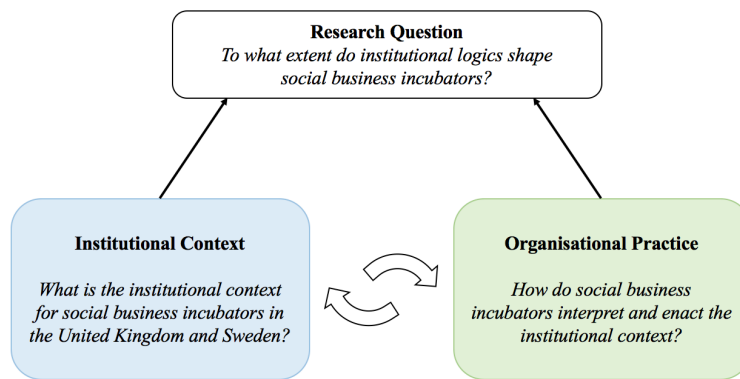 Research Question
To what extent do institutional logics shape
social business incubators?
Institutional Context
What is the institutional context
for social business incubators in
the United Kingdom and Sweden?
Organisational Practice
How do social business
incubators interpret and enact the
institutional context?